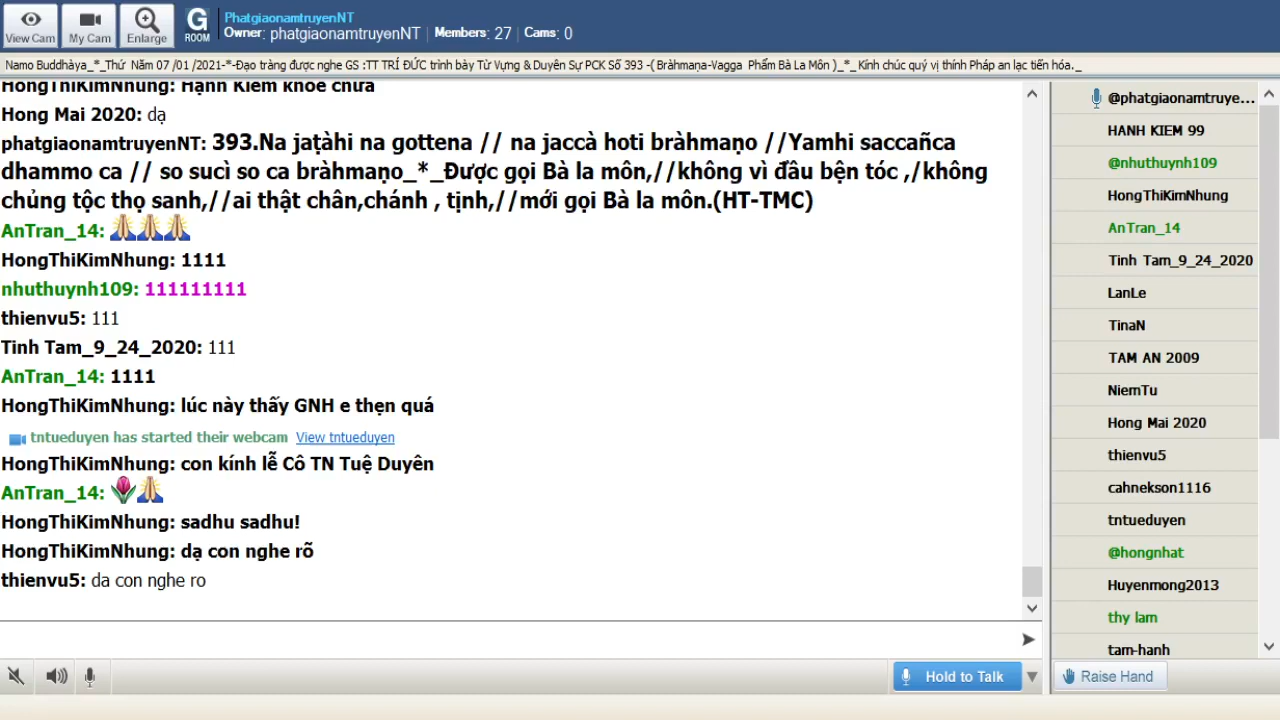 View Cam
My Cam
Enlarge
G
ROOM
PhatgiaonamtruyenNT
Owner: phatgiaonamtruyenNT | Members: 27 | Cams: 0
Namo Buddhàya_*_Thứ Năm 07 /01 /2021-*-Đạo tràng được nghe GS :TT TRÍ ĐỨC trình bày Từ Vựng & Duyên Sự PCK Số 393 -( Bràhmaṇa-Vagga Phẩm Bà La Môn )_*_ Kính chúc quý vị thính Pháp an lạc tiến hóa._
HongThiKimNhung: Hạnh Kiểm khỏe chưa
Hong Mai 2020: dạ
phatgiaonamtruyenNT: 393.Na jaṭàhi na gottena // na jaccà hoti bràhmaṇo //Yamhi saccañca
dhammo ca // so sucì so ca bràhmaṇo_*_Được gọi Bà la môn,//không vì đầu bện tóc ,/không
chủng tộc thọ sanh,//ai thật chân,chánh , tịnh,//mới gọi Bà la môn.(HT-TMC)
AnTran_14: 🙏🙏🙏
HongThiKimNhung: 1111
nhuthuynh109: 111111111
thienvu5: 111
Tinh Tam_9_24_2020: 111
AnTran_14: 1111
HongThiKimNhung: lúc này thấy GNH e thẹn quá
tntueduyen has started their webcam View tntueduyen
HongThiKimNhung: con kính lễ Cô TN Tuệ Duyên
AnTran_14: 🌷🙏
HongThiKimNhung: sadhu sadhu!
HongThiKimNhung: dạ con nghe rõ
thienvu5: da con nghe ro
Hold to Talk
@phatgiaonamtruye...
HANH KIEM 99
@nhuthuynh109
HongThiKimNhung
AnTran_14
Tinh Tam_9_24_2020
LanLe
TinaN
TAM AN 2009
NiemTu
Hong Mai 2020
thienvu5
cahnekson1116
tntueduyen
@hongnhat
Huyenmong2013
thy lam
tam-hanh
Raise Hand